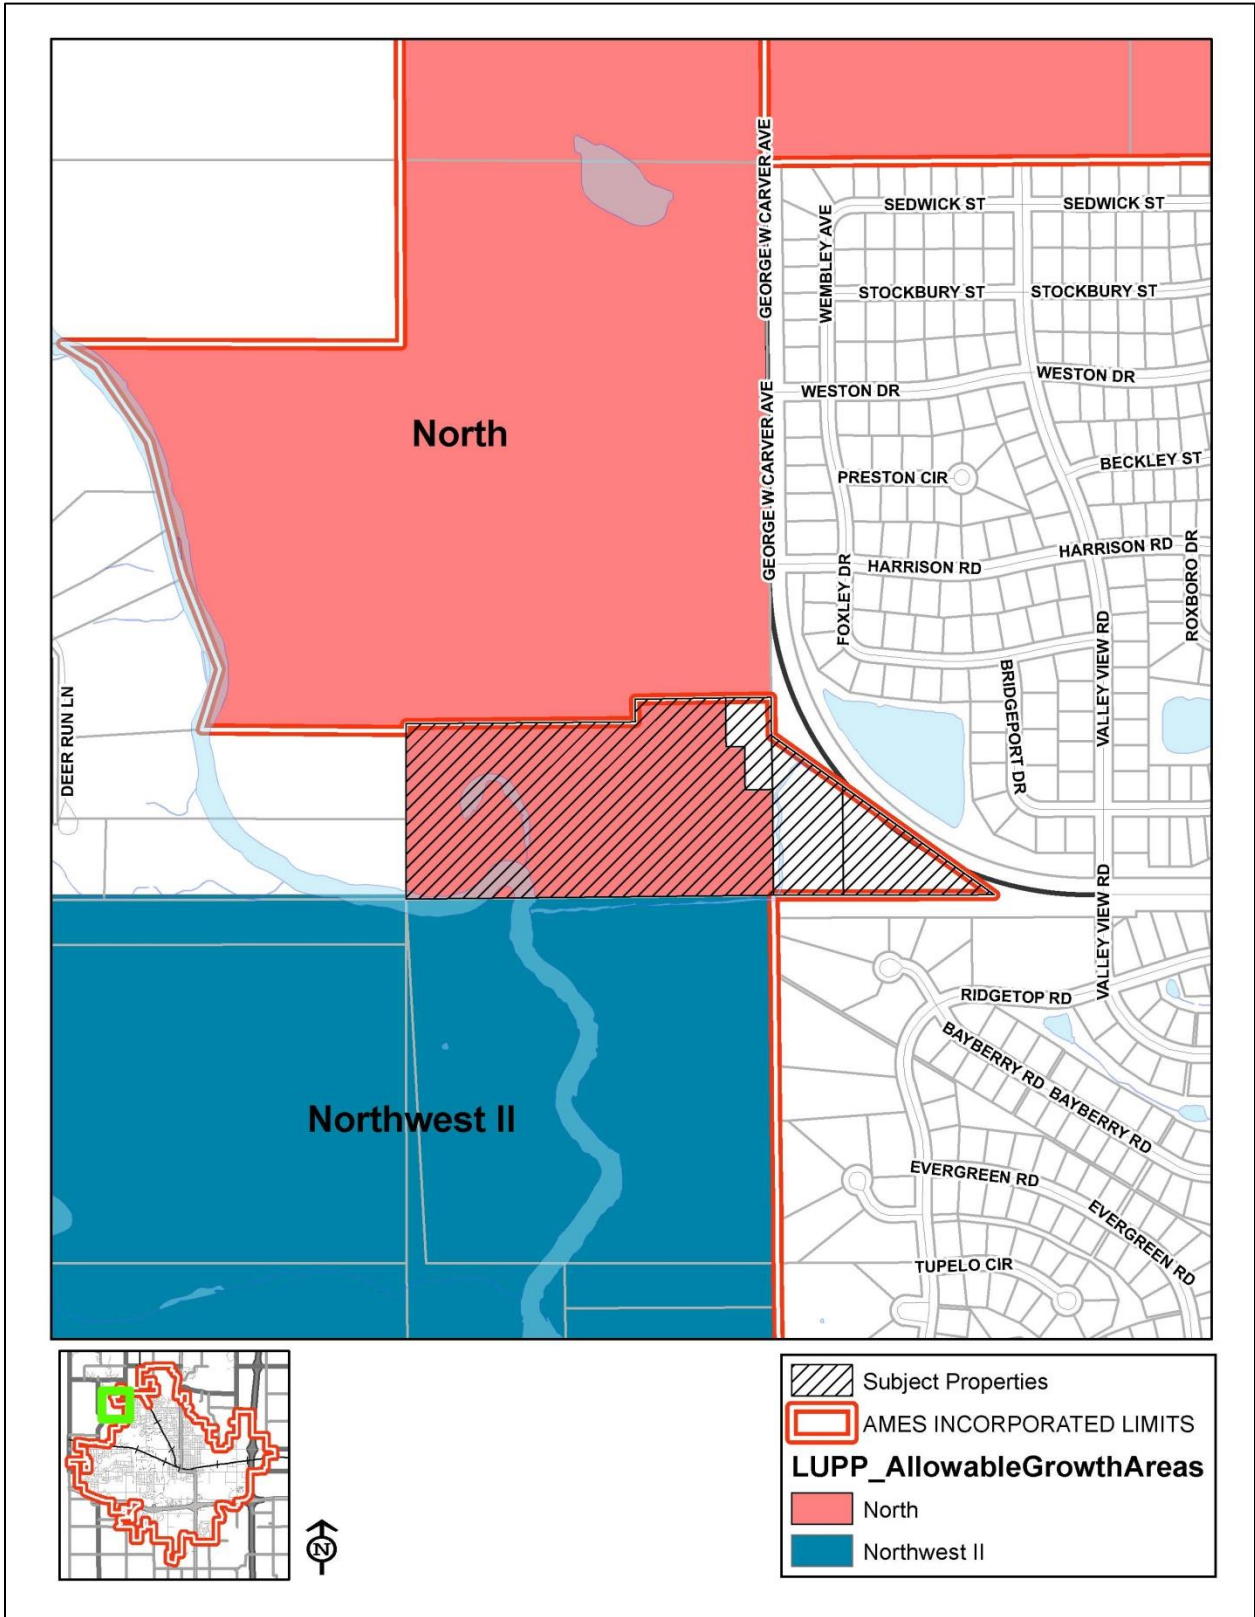 GEORGE W CARVER AVE
SEDWICK ST
SEDWICK ST
WEMBLEY AVE
STOCKBURY ST
STOCKBURY ST
WESTON DR
WESTON DR
GEORGE W CARVER AVE
North
BECKLEY ST
PRESTON CIR
HARRISON RD
HARRISON RD
FOXLEY DR
ROXBORO DR
VALLEY VIEW RD
BRIDGEPORT DR
DEER RUN LN
VALLEY VIEW RD
RIDGETOP RD
BAYBERRY RD
BAYBERRY RD
Northwest II
EVERGREEN RD
EVERGREEN RD
TUPELO CIR
N
Subject Properties
AMES INCORPORATED LIMITS
LUPP_AllowableGrowthAreas
North
Northwest II